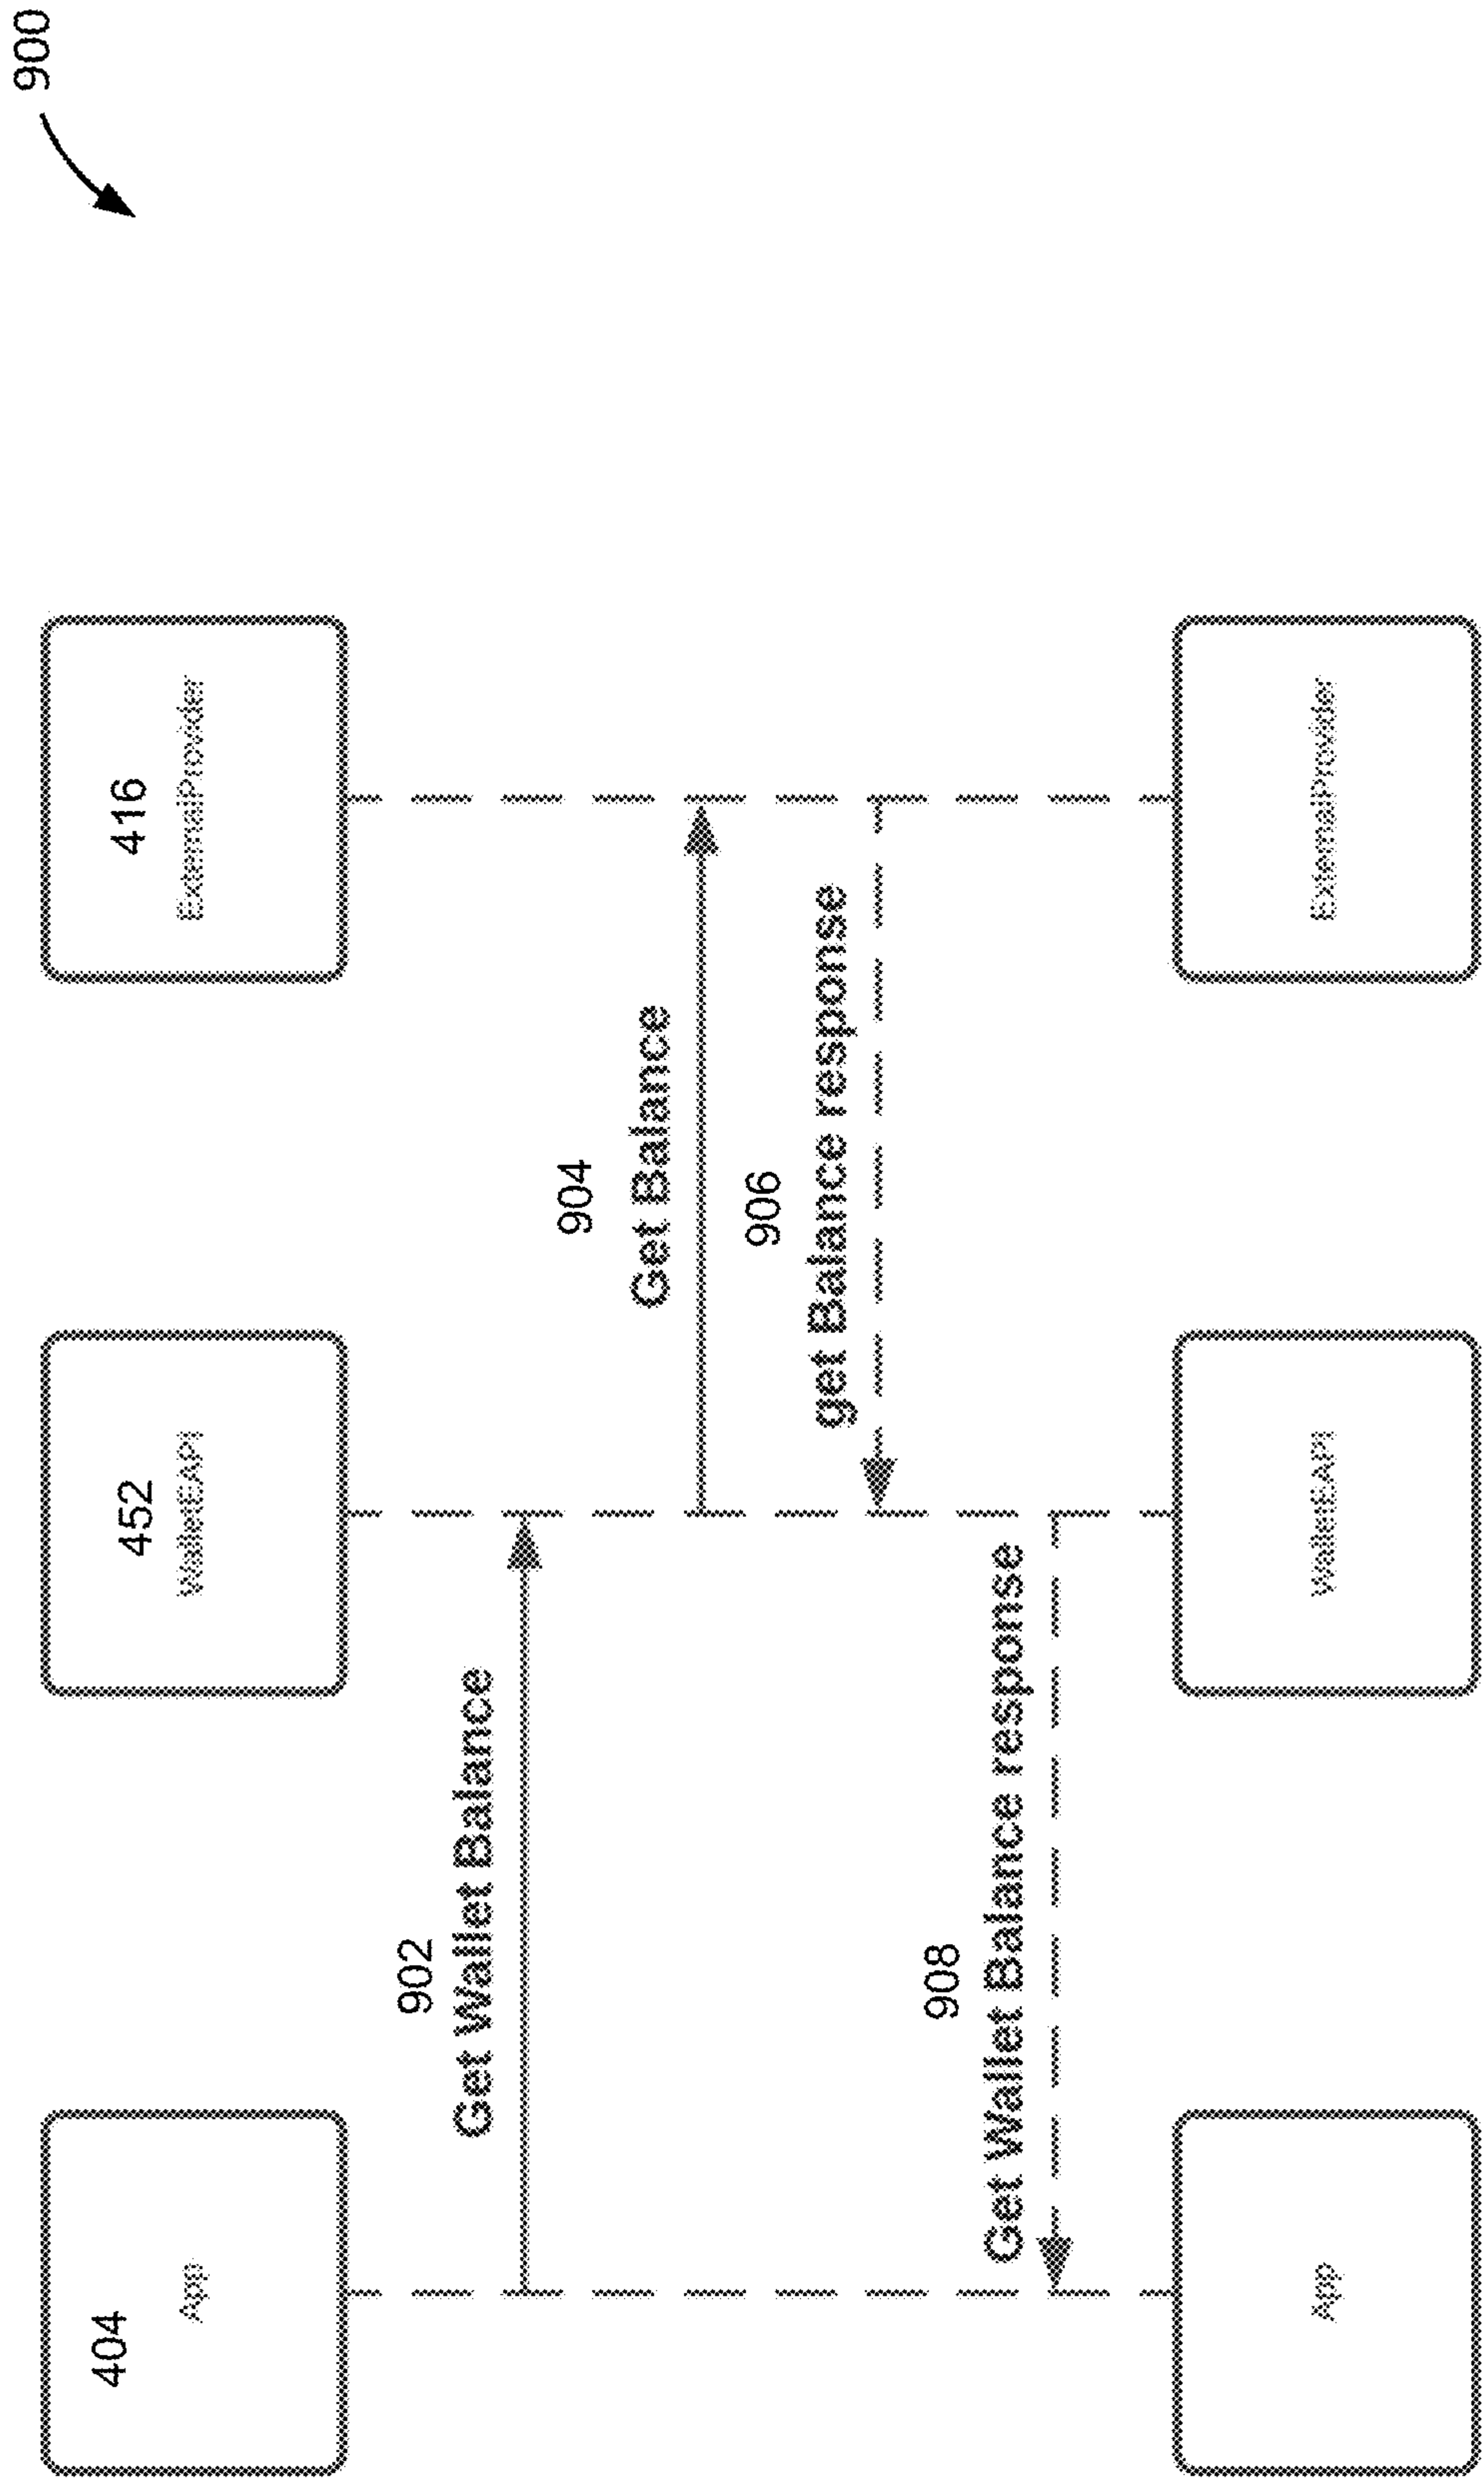 900
404
App
452
WalletEAPI
416
ExternalProvider
902
Get Wallet Balance
904
Get Balance
906
get Balance response
908
Get Wallet Balance response
App
WalletEAPI
ExternalProvider